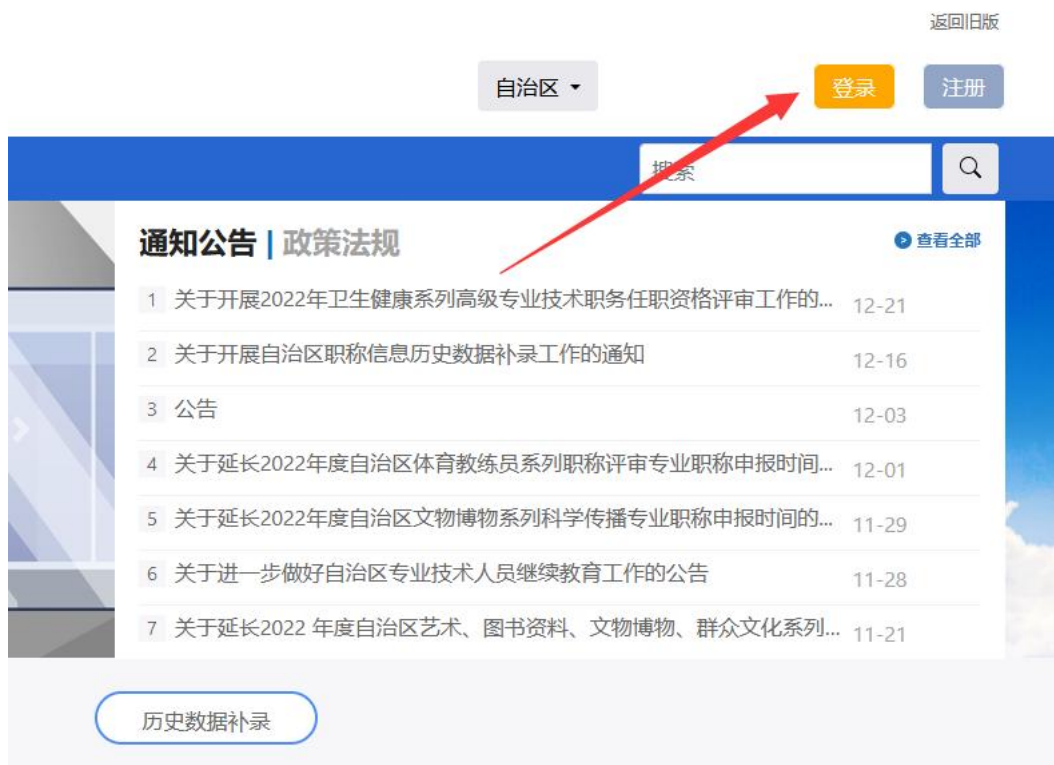 返回旧版
自治区
登录
注册
搜索
通知公告 | 政策法规
查看全部
1 关于开展2022年卫生健康系列高级专业技术职务任职资格评审工作的... 12-21
2 关于开展自治区职称信息历史数据补录工作的通知 12-16
3 公告 12-03
4 关于延长2022年度自治区体育教练员系列职称评审专业职称申报时间... 12-01
5 关于延长2022年度自治区文物博物系列科学传播专业职称申报时间的... 11-29
6 关于进一步做好自治区专业技术人员继续教育工作的公告 11-28
7 关于延长2022 年度自治区艺术、图书资料、文物博物、群众文化系列... 11-21
历史数据补录